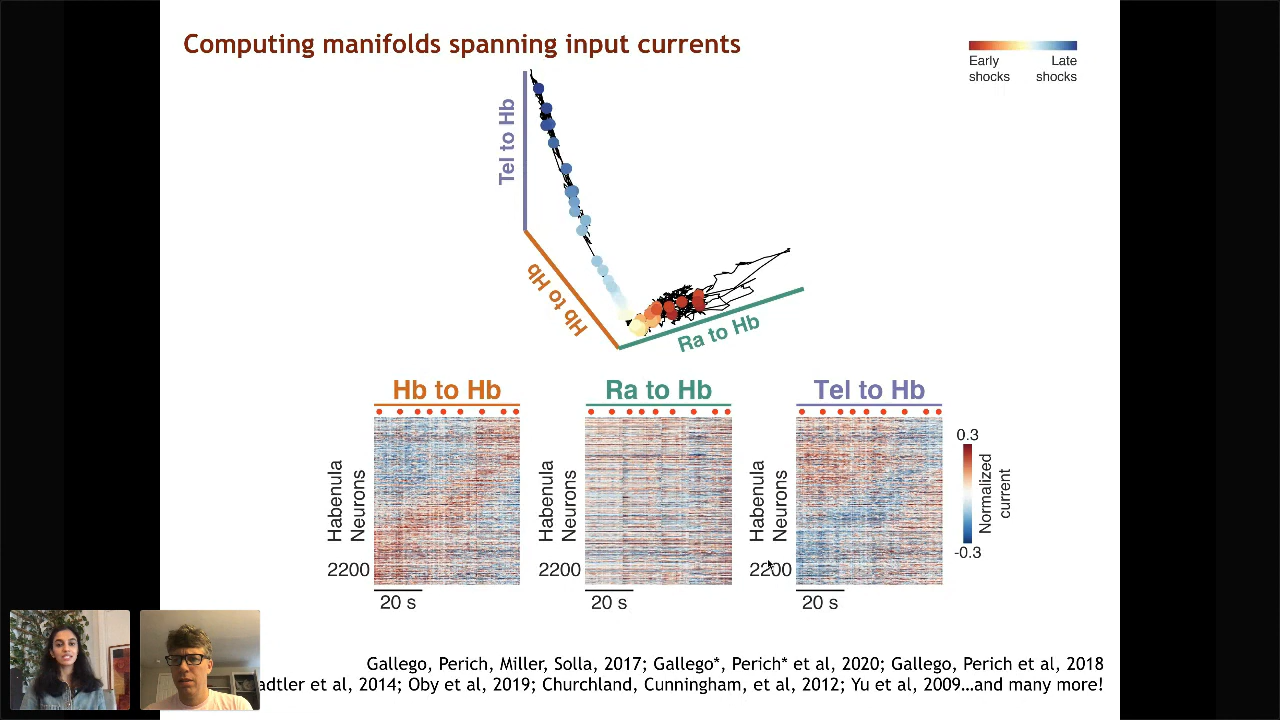 Computing manifolds spanning input currents
Early
shocks
Late
shocks
Tel to Hb
Hb to Hb
Ra to Hb
Hb to Hb
Ra to Hb
Tel to Hb
Habenula
Neurons
2200
20 s
Habenula
Neurons
2200
20 s
Habenula
Neurons
2200
20 s
0.3
Normalized
current
-0.3
Gallego, Perich, Miller, Solla, 2017; Gallego*, Perich* et al, 2020; Gallego, Perich et al, 2018
et al, 2014; Oby et al, 2019; Churchland, Cunningham, et al, 2012; Yu et al, 2009…and many more!